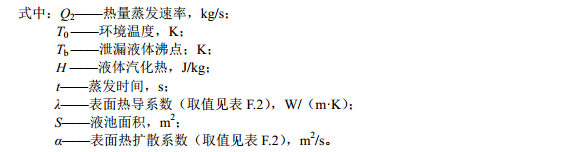 式中：Q₂——热量蒸发速率，kg/s；
T₀——环境温度，K；
T_b——泄漏液体沸点；K；
H——液体汽化热，J/kg；
t——蒸发时间，s；
λ——表面热导系数（取值见表 F.2），W/（m·K）；
S——液池面积，m²；
α——表面热扩散系数（取值见表 F.2），m²/s。